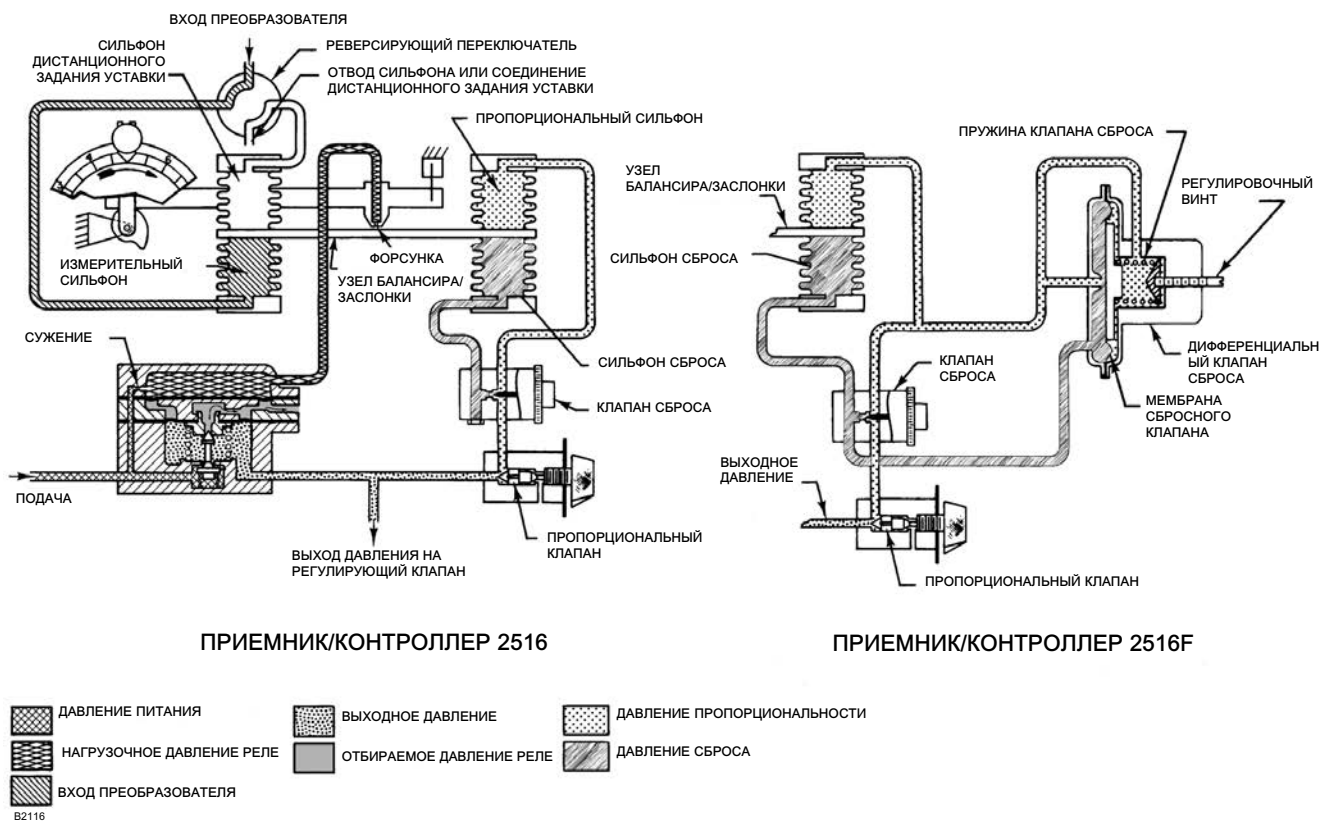 ВХОД ПРЕОБРАЗОВАТЕЛЯ
СИЛЬФОН
ДИСТАНЦИОННОГО
ЗАДАНИЯ УСТАВКИ
РЕВЕРСИРУЮЩИЙ ПЕРЕКЛЮЧАТЕЛЬ
ОТВОД СИЛЬФОНА ИЛИ СОЕДИНЕНИЕ
ДИСТАНЦИОННОГО ЗАДАНИЯ УСТАВКИ
ПРОПОРЦИОНАЛЬНЫЙ СИЛЬФОН
ИЗМЕРИТЕЛЬНЫЙ
СИЛЬФОН
ФОРСУНКА
УЗЕЛ БАЛАНСИРА/
ЗАСЛОНКИ
СУЖЕНИЕ
СИЛЬФОН СБРОСА
КЛАПАН СБРОСА
ПОДАЧА
ВЫХОД ДАВЛЕНИЯ НА
РЕГУЛИРУЮЩИЙ КЛАПАН
ПРОПОРЦИОНАЛЬНЫЙ
КЛАПАН
ПРИЕМНИК/КОНТРОЛЛЕР 2516
ПРУЖИНА КЛАПАНА СБРОСА
УЗЕЛ
БАЛАНСИРА/ЗАСЛОНКИ
РЕГУЛИРОВОЧНЫЙ
ВИНТ
СИЛЬФОН СБРОСА
КЛАПАН
СБРОСА
ДИФФЕРЕНЦИАЛЬН
ЫЙ КЛАПАН
СБРОСА
МЕМБРАНА
СБРОСНОГО
КЛАПАНА
ВЫХОДНОЕ
ДАВЛЕНИЕ
ПРОПОРЦИОНАЛЬНЫЙ КЛАПАН
ПРИЕМНИК/КОНТРОЛЛЕР 2516F
ДАВЛЕНИЕ ПИТАНИЯ
НАГРУЗОЧНОЕ ДАВЛЕНИЕ РЕЛЕ
ВХОД ПРЕОБРАЗОВАТЕЛЯ
ВЫХОДНОЕ ДАВЛЕНИЕ
ОТБИРАЕМОЕ ДАВЛЕНИЕ РЕЛЕ
ДАВЛЕНИЕ ПРОПОРЦИОНАЛЬНОСТИ
ДАВЛЕНИЕ СБРОСА
B2116